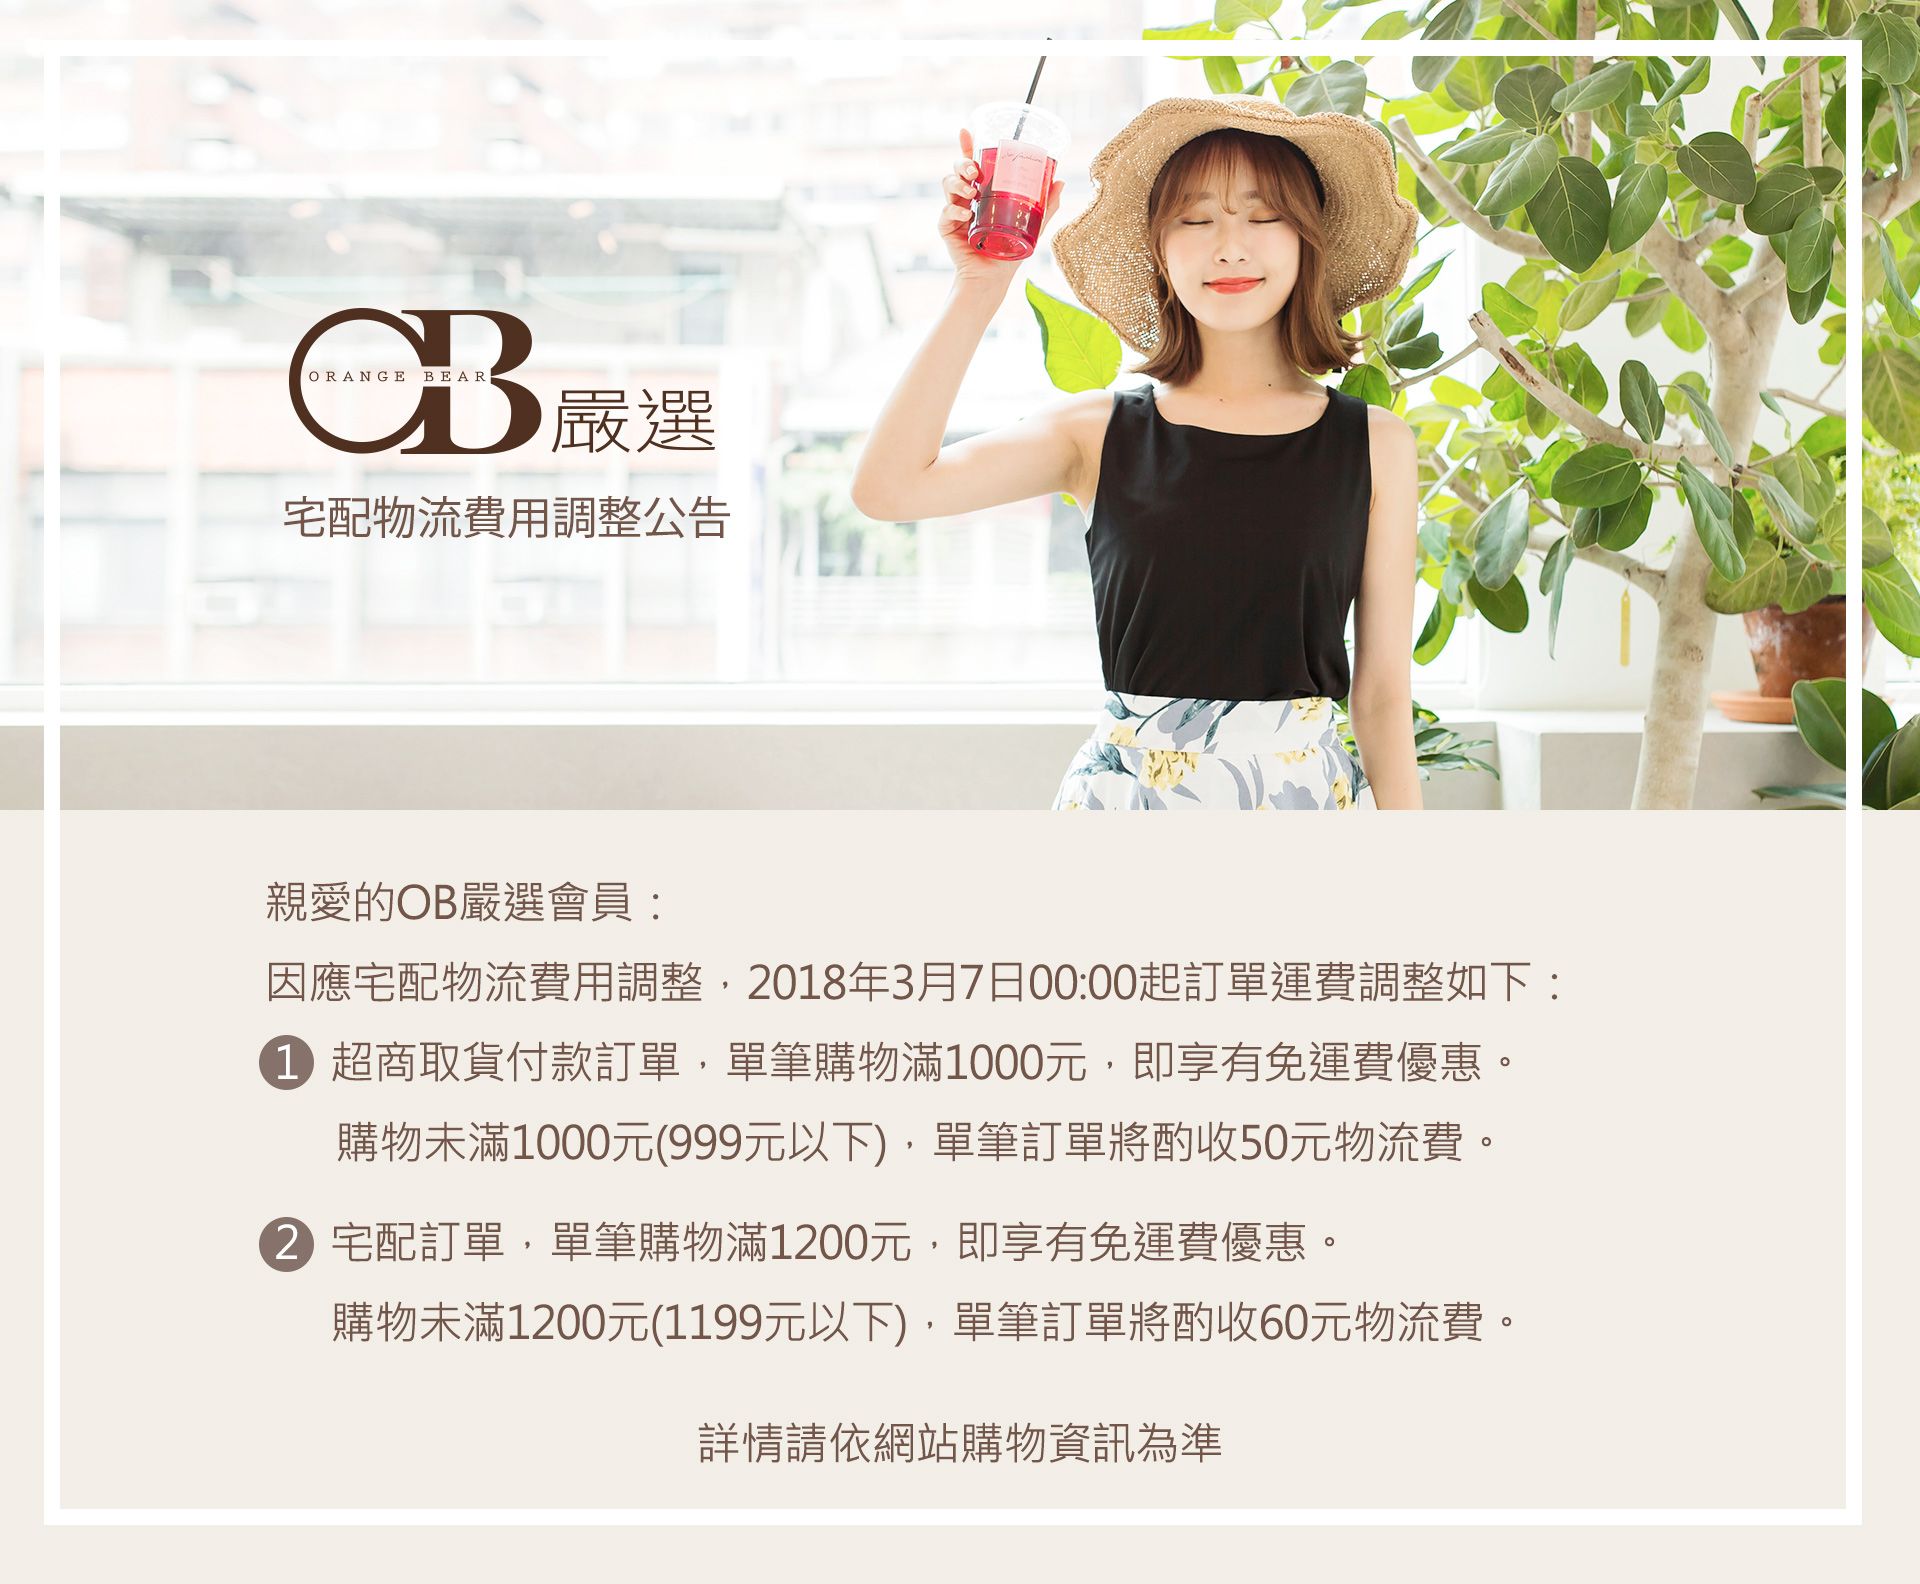 ORANGE BEAR
OB嚴選
宅配物流費用調整公告
親愛的OB嚴選會員：
因應宅配物流費用調整，2018年3月7日00:00起訂單運費調整如下：
1 超商取貨付款訂單，單筆購物滿1000元，即享有免運費優惠。
購物未滿1000元(999元以下)，單筆訂單將酌收50元物流費。
2 宅配訂單，單筆購物滿1200元，即享有免運費優惠。
購物未滿1200元(1199元以下)，單筆訂單將酌收60元物流費。
詳情請依網站購物資訊為準